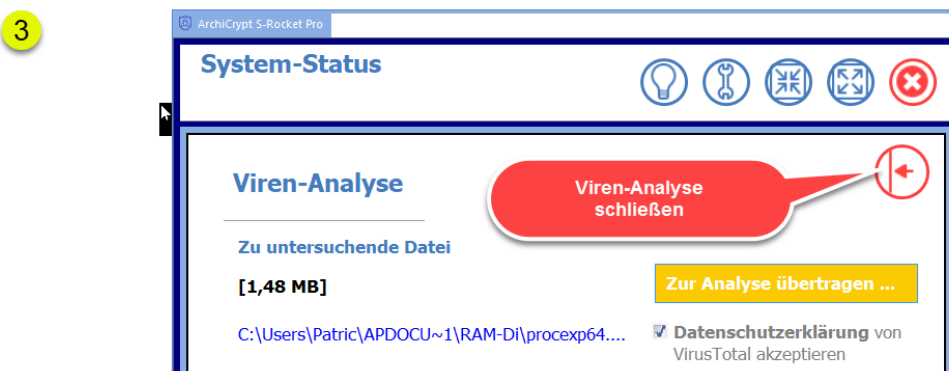 3
ArchiCrypt S-Rocket Pro
System-Status
Viren-Analyse
Viren-Analyse
schließen
Zu untersuchende Datei
[1,48 MB]
Zur Analyse übertragen ...
C:\Users\Patric\APDOCU~1\RAM-Di\procexp64....
Datenschutzerklärung von
VirusTotal akzeptieren